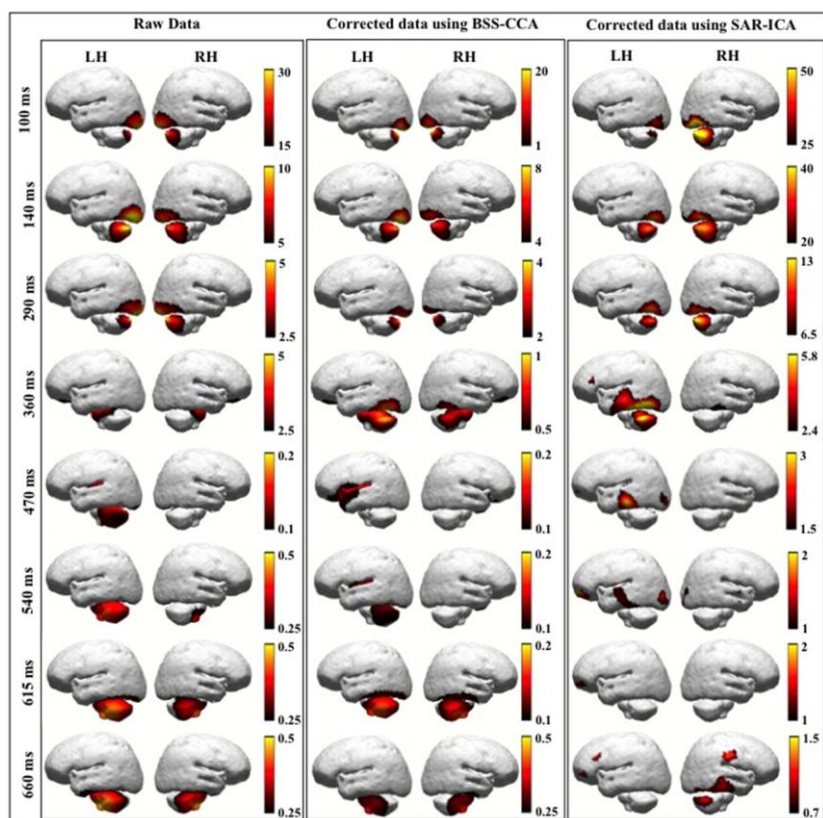 Raw Data Corrected data using BSS-CCA Corrected data using SAR-ICA
LH RH LH RH LH RH
100 ms 30 15 20 1 50 25
140 ms 10 5 8 4 40 20
290 ms 5 2.5 4 2 13 6.5
360 ms 5 2.5 1 0.5 5.8 2.4
470 ms 0.2 0.1 0.2 0.1 3 1.5
540 ms 0.5 0.25 0.2 0.1 2 1
615 ms 0.5 0.25 0.2 0.1 2 1
660 ms 0.5 0.25 0.5 0.25 1.5 0.7